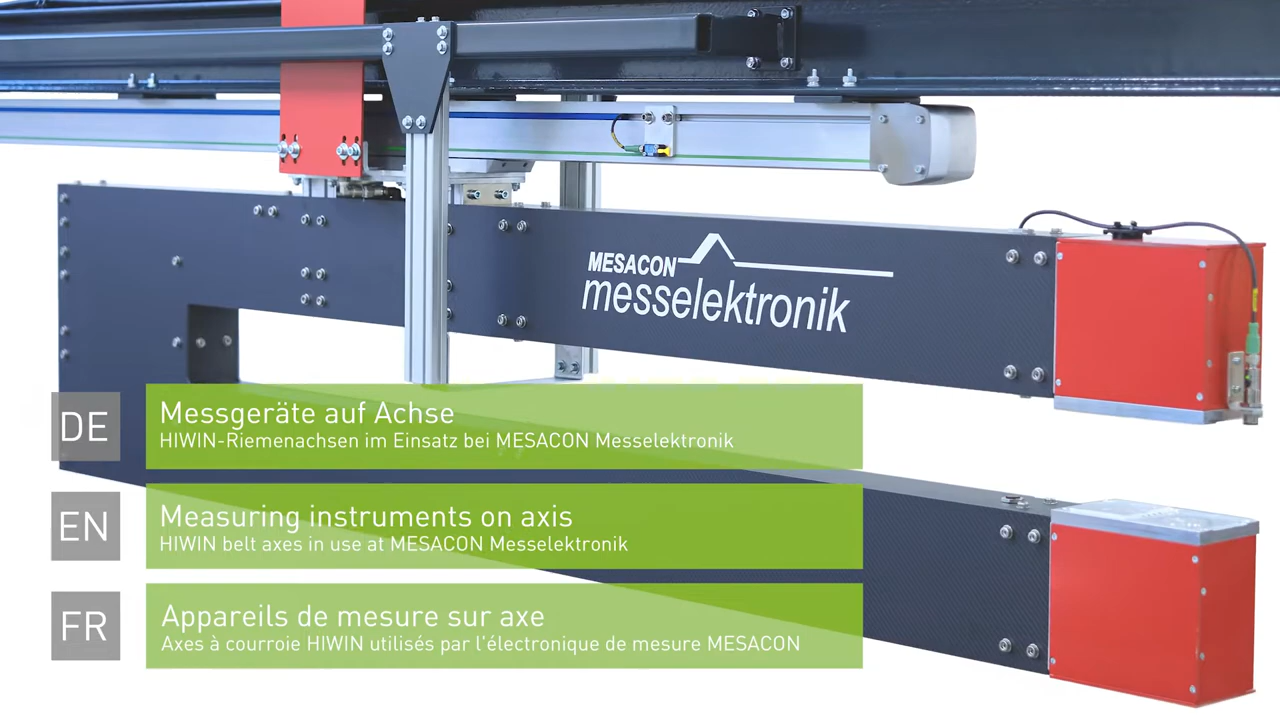 MESACON
messelektronik
DE
Messgeräte auf Achse
HIWIN-Riemenachsen im Einsatz bei MESACON Messelektronik
EN
Measuring instruments on axis
HIWIN belt axes in use at MESACON Messelektronik
FR
Appareils de mesure sur axe
Axes à courroie HIWIN utilisés par l'électronique de mesure MESACON